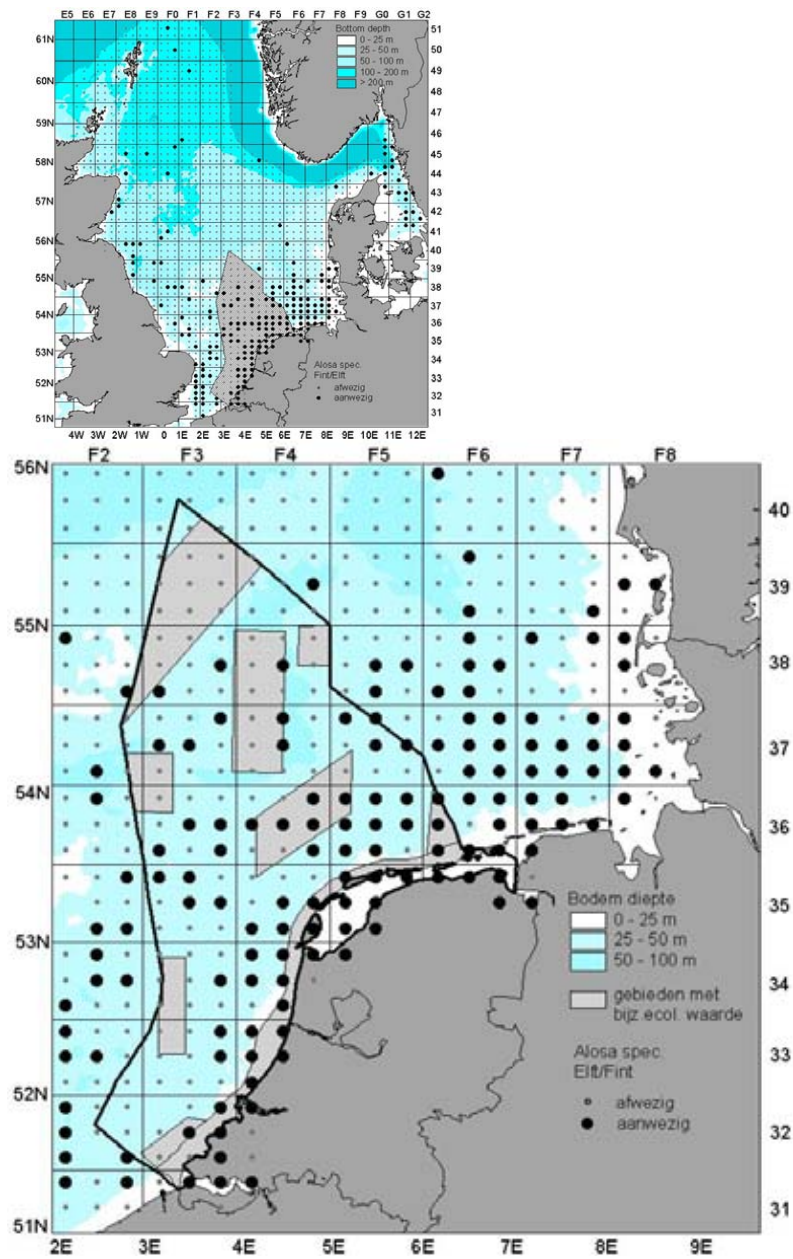 E5 E6 E7 E8 E9 F0 F1 F2 F3 F4 F5 F6 F7 F8 F9 G0 G1 G2
61N
60N
59N
58N
57N
56N
55N
54N
53N
52N
51N
Bottom depth
0 - 25 m
25 - 50 m
50 - 100 m
100 - 200 m
> 200 m
51
50
49
48
47
46
45
44
43
42
41
40
39
38
37
36
35
34
33
32
31
Alosa spec.
Fint/Elft
afwezig
aanwezig
4W 3W 2W 1W 0 1E 2E 3E 4E 5E 6E 7E 8E 9E 10E 11E 12E
F2 F3 F4 F5 F6 F7 F8
56N
55N
54N
53N
52N
51N
40
39
38
37
36
35
34
33
32
31
Bodem diepte
0 - 25 m
25 - 50 m
50 - 100 m
gebieden met
bijz ecol. waarde
Alosa spec.
Elft/Fint
afwezig
aanwezig
2E 3E 4E 5E 6E 7E 8E 9E